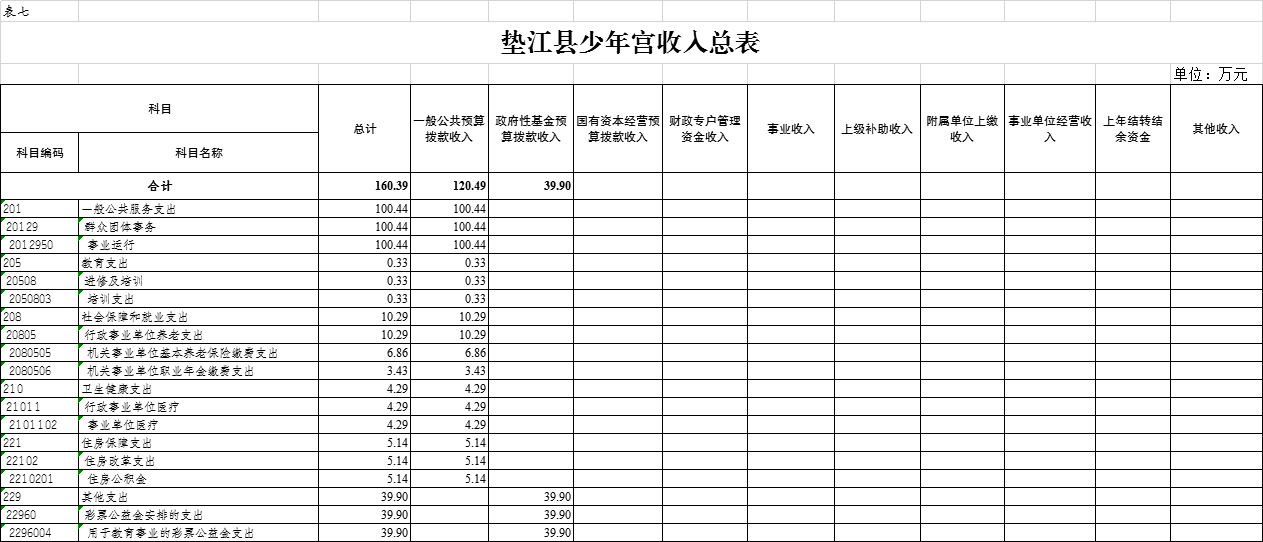 表七
垫江县少年宫收入总表
单位：万元
科目 总计 一般公共预算拨款收入 政府性基金预算拨款收入 国有资本经营预算拨款收入 财政专户管理资金收入 事业收入 上级补助收入 附属单位上缴收入 事业单位经营收入 上年结转结余资金 其他收入
科目编码 科目名称
合计 160.39 120.49 39.90
201 一般公共服务支出 100.44 100.44
20129 群众团体事务 100.44 100.44
2012950 事业运行 100.44 100.44
205 教育支出 0.33 0.33
20508 进修及培训 0.33 0.33
2050803 培训支出 0.33 0.33
208 社会保障和就业支出 10.29 10.29
20805 行政事业单位养老支出 10.29 10.29
2080505 机关事业单位基本养老保险缴费支出 6.86 6.86
2080506 机关事业单位职业年金缴费支出 3.43 3.43
210 卫生健康支出 4.29 4.29
21011 行政事业单位医疗 4.29 4.29
2101102 事业单位医疗 4.29 4.29
221 住房保障支出 5.14 5.14
22102 住房改革支出 5.14 5.14
2210201 住房公积金 5.14 5.14
229 其他支出 39.90 39.90
22960 彩票公益金安排的支出 39.90 39.90
2296004 用于教育事业的彩票公益金支出 39.90 39.90